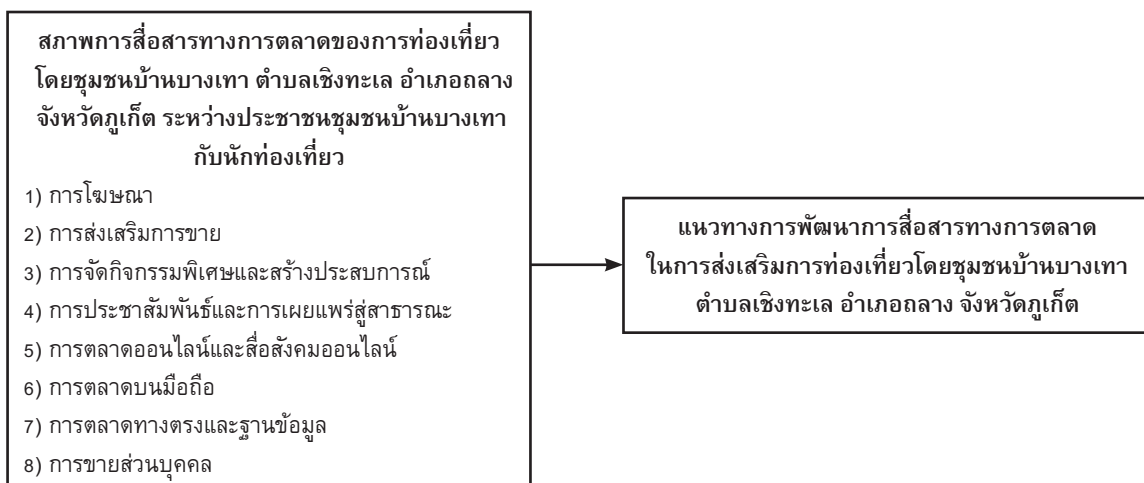 สภาพการสื่อสารทางการตลาดของการท่องเที่ยว
โดยชุมชนบ้านบางเทา ตำบลเชิงทะเล อำเภอถลาง
จังหวัดภูเก็ต ระหว่างประชาชนชุมชนบ้านบางเทา
กับนักท่องเที่ยว
1) การโฆษณา
2) การส่งเสริมการขาย
3) การจัดกิจกรรมพิเศษและสร้างประสบการณ์
4) การประชาสัมพันธ์และการเผยแพร่สู่สาธารณะ
5) การตลาดออนไลน์และสื่อสังคมออนไลน์
6) การตลาดบนมือถือ
7) การตลาดทางตรงและฐานข้อมูล
8) การขายส่วนบุคคล
แนวทางการพัฒนาการสื่อสารทางการตลาด
ในการส่งเสริมการท่องเที่ยวโดยชุมชนบ้านบางเทา
ตำบลเชิงทะเล อำเภอถลาง จังหวัดภูเก็ต